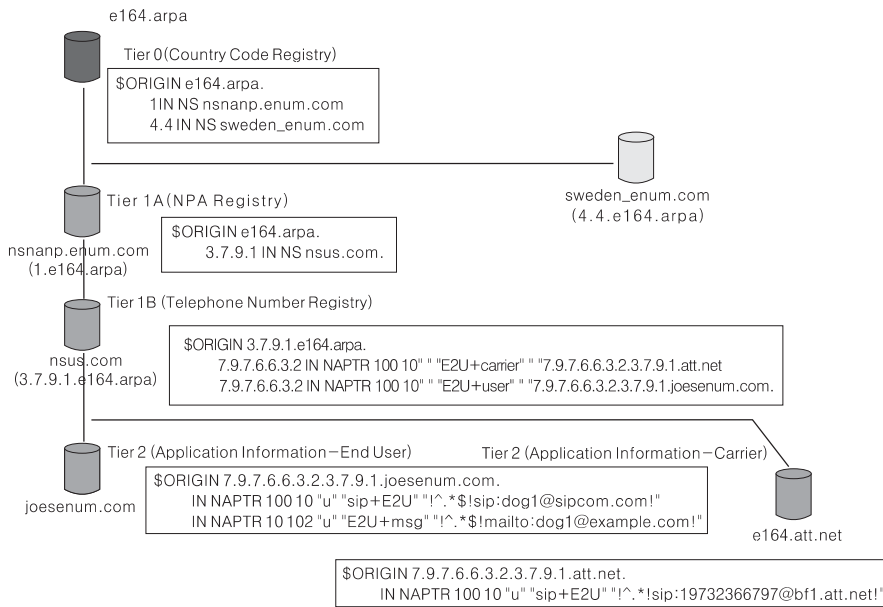 e164.arpa
Tier 0(Country Code Registry)
$ORIGIN e164.arpa.
1IN NS nsnanp.enum.com
4.4 IN NS sweden_enum.com
sweden_enum.com
(4.4.e164.arpa)
Tier 1A(NPA Registry)
$ORIGIN e164.arpa.
3.7.9.1 IN NS nsus.com.
nsnanp.enum.com
(1.e164.arpa)
Tier 1B (Telephone Number Registry)
$ORIGIN 3.7.9.1.e164.arpa.
7.9.7.6.6.3.2 IN NAPTR 100 10" " "E2U+carrier" " "7.9.7.6.6.3.2.3.7.9.1.att.net
7.9.7.6.6.3.2 IN NAPTR 100 10" " "E2U+user" " "7.9.7.6.6.3.2.3.7.9.1.joesenum.com.
nsus.com
(3.7.9.1.e164.arpa)
Tier 2 (Application Information−End User)
Tier 2 (Application Information−Carrier)
$ORIGIN 7.9.7.6.6.3.2.3.7.9.1.joesenum.com.
IN NAPTR 100 10 "u" "sip+E2U" "!^.*$!sip:dog1@sipcom.com!"
IN NAPTR 10 102 "u" "E2U+msg" "!^.*$!mailto:dog1@example.com!"
joesenum.com
e164.att.net
$ORIGIN 7.9.7.6.6.3.2.3.7.9.1.att.net.
IN NAPTR 100 10 "u" "sip+E2U" "!^.*!sip:19732366797@bf1.att.net!"